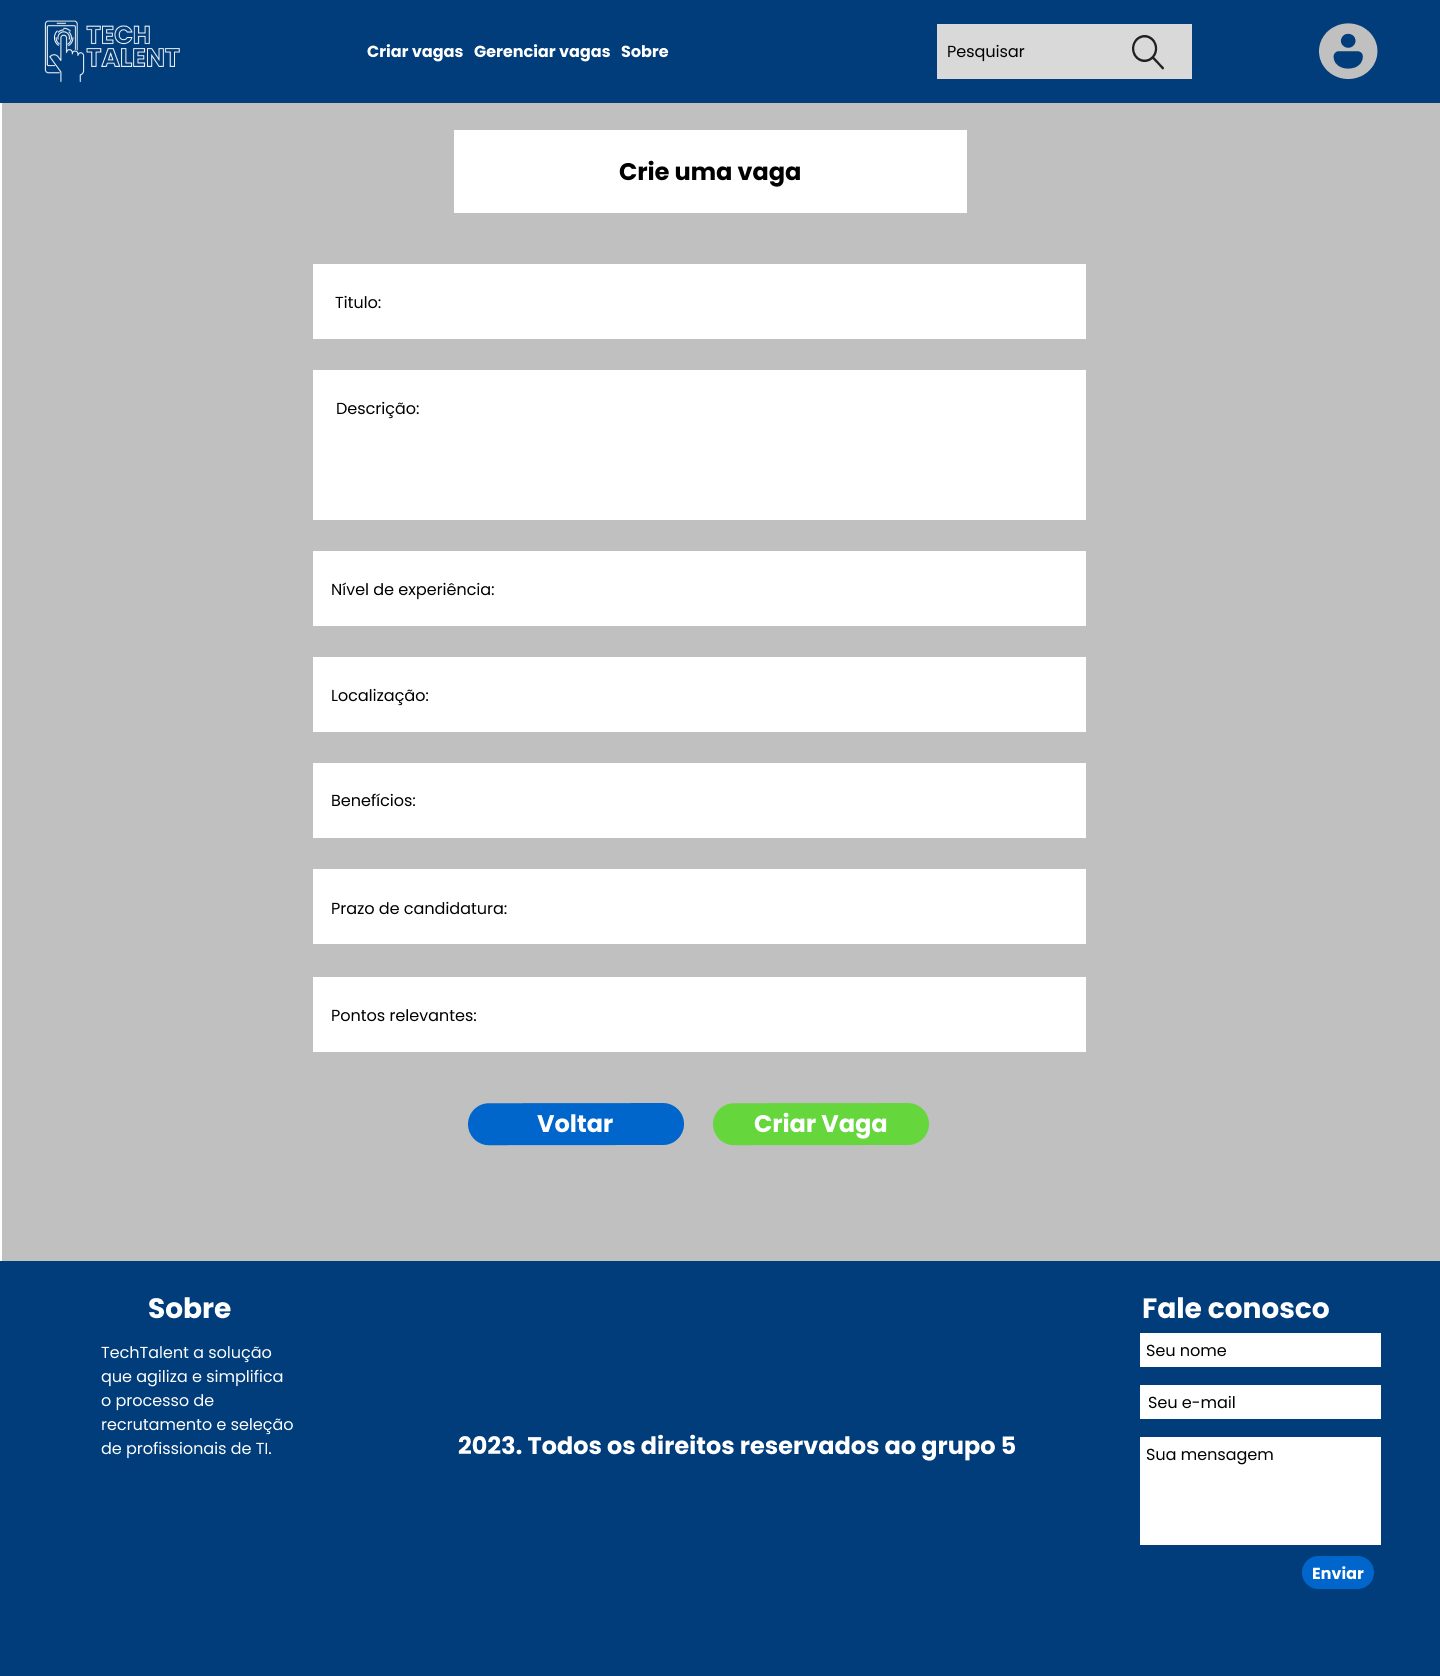 TECH
TALENT
Criar vagas Gerenciar vagas Sobre
Pesquisar
Crie uma vaga
Titulo:
Descrição:
Nível de experiência:
Localização:
Benefícios:
Prazo de candidatura:
Pontos relevantes:
Voltar
Criar Vaga
Sobre
TechTalent a solução
que agiliza e simplifica
o processo de
recrutamento e seleção
de profissionais de TI.
2023. Todos os direitos reservados ao grupo 5
Fale conosco
Seu nome
Seu e-mail
Sua mensagem
Enviar